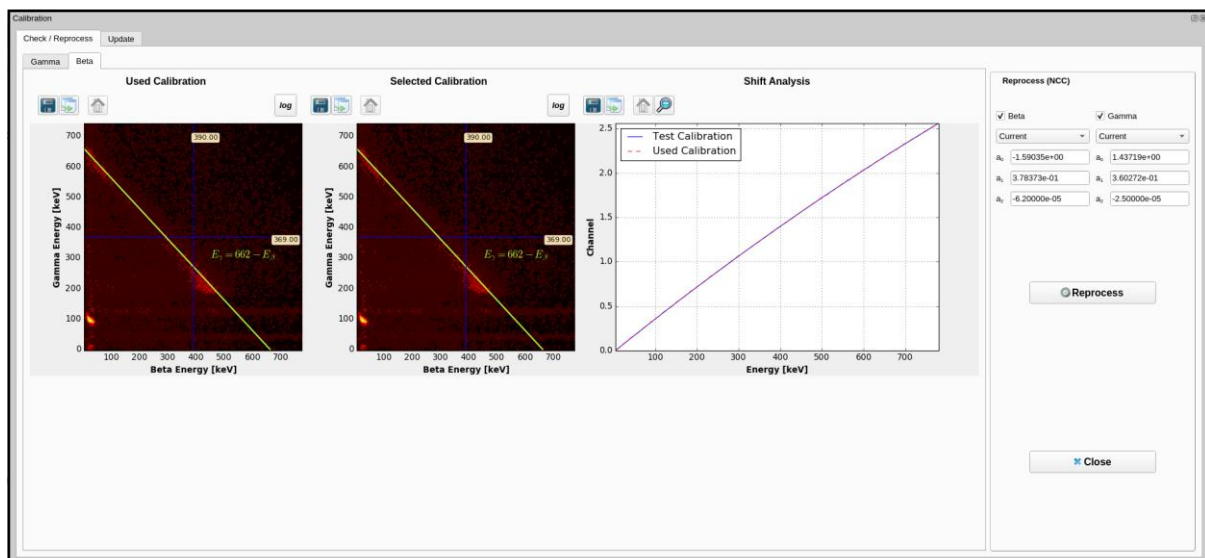 Calibration
Check / Reprocess Update
Gamma Beta
Used Calibration
log
700
600
500
400
300
200
100
0
Gamma Energy [keV]
390.00
369.00
E_γ = 662 − E_β
100 200 300 400 500 600 700
Beta Energy [keV]
Selected Calibration
log
700
600
500
400
300
200
100
0
Gamma Energy [keV]
390.00
369.00
E_γ = 662 − E_β
100 200 300 400 500 600 700
Beta Energy [keV]
Shift Analysis
2.5
2.0
1.5
1.0
0.5
0.0
Channel
Test Calibration
Used Calibration
100 200 300 400 500 600 700
Energy [keV]
Reprocess (NCC)
Beta Gamma
Current Current
a₀ -1.59035e+00 a₀ 1.43719e+00
a₁ 3.78373e-01 a₁ 3.60272e-01
a₂ -6.20000e-05 a₂ -2.50000e-05
Reprocess
Close